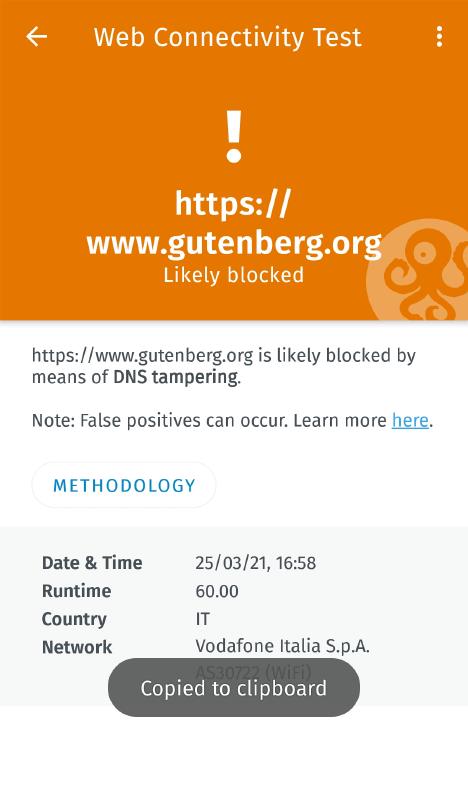 Web Connectivity Test
!
https://
www.gutenberg.org
Likely blocked
https://www.gutenberg.org is likely blocked by
means of DNS tampering.
Note: False positives can occur. Learn more here.
METHODOLOGY
Date & Time 25/03/21, 16:58
Runtime 60.00
Country IT
Network Vodafone Italia S.p.A.
AS30722 (WiFi)
Copied to clipboard